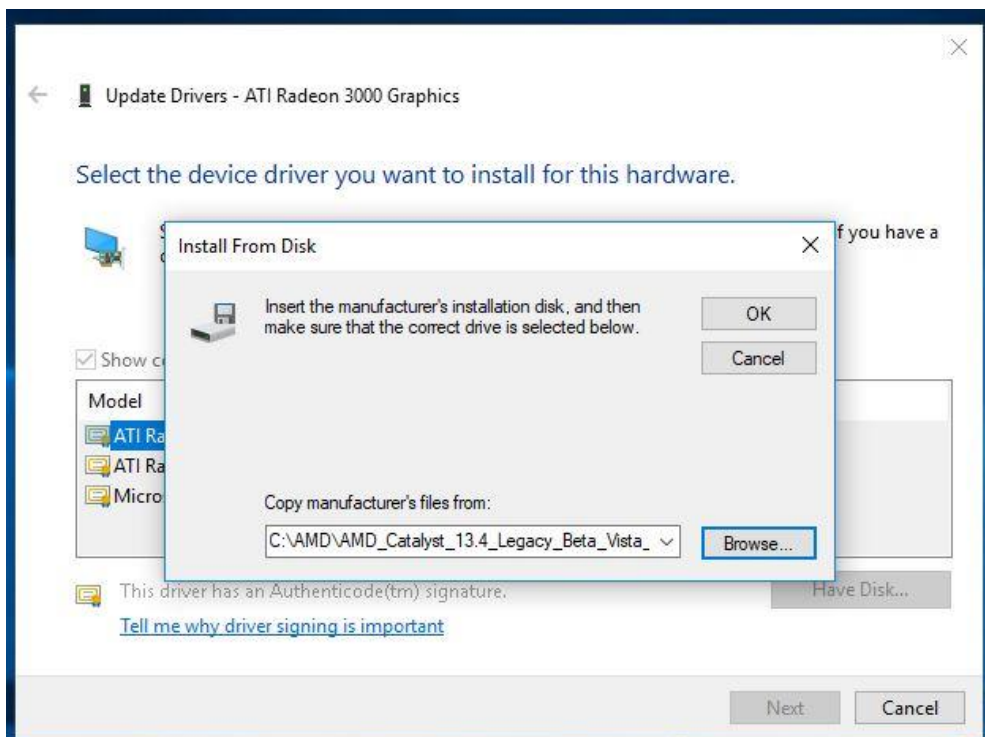 Update Drivers - ATI Radeon 3000 Graphics
Select the device driver you want to install for this hardware.
f you have a
Install From Disk
Insert the manufacturer's installation disk, and then
make sure that the correct drive is selected below.
OK
Cancel
Show c
Model
ATI Ra
ATI Ra
Micro
Copy manufacturer's files from:
C:\AMD\AMD_Catalyst_13.4_Legacy_Beta_Vista_
Browse...
This driver has an Authenticode(tm) signature.
Have Disk...
Tell me why driver signing is important
Next
Cancel